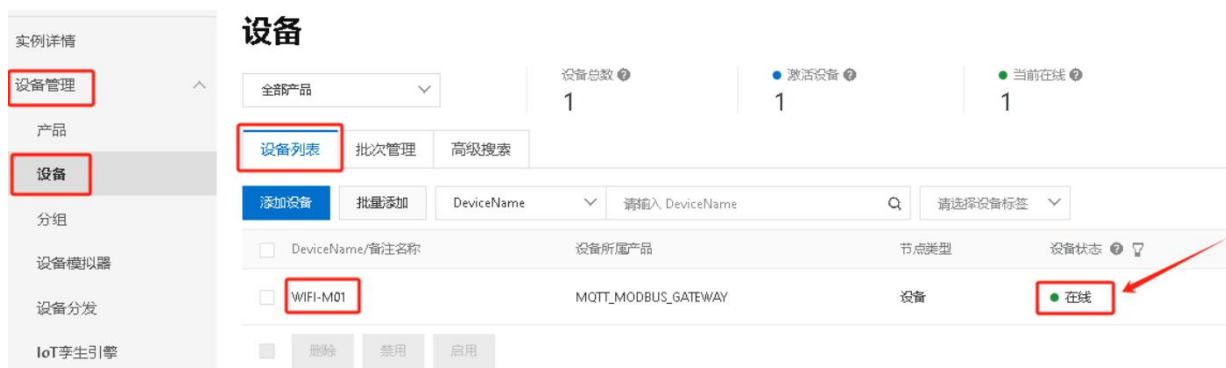 实例详情
设备管理
产品
设备
分组
设备模拟器
设备分发
IoT孪生引擎
设备
全部产品
设备总数
1
激活设备
1
当前在线
1
设备列表 批次管理 高级搜索
添加设备 批量添加 DeviceName 请输入 DeviceName 请选择设备标签
DeviceName/备注名称 设备所属产品 节点类型 设备状态
WIFI-M01 MQTT_MODBUS_GATEWAY 设备 在线
删除 禁用 启用